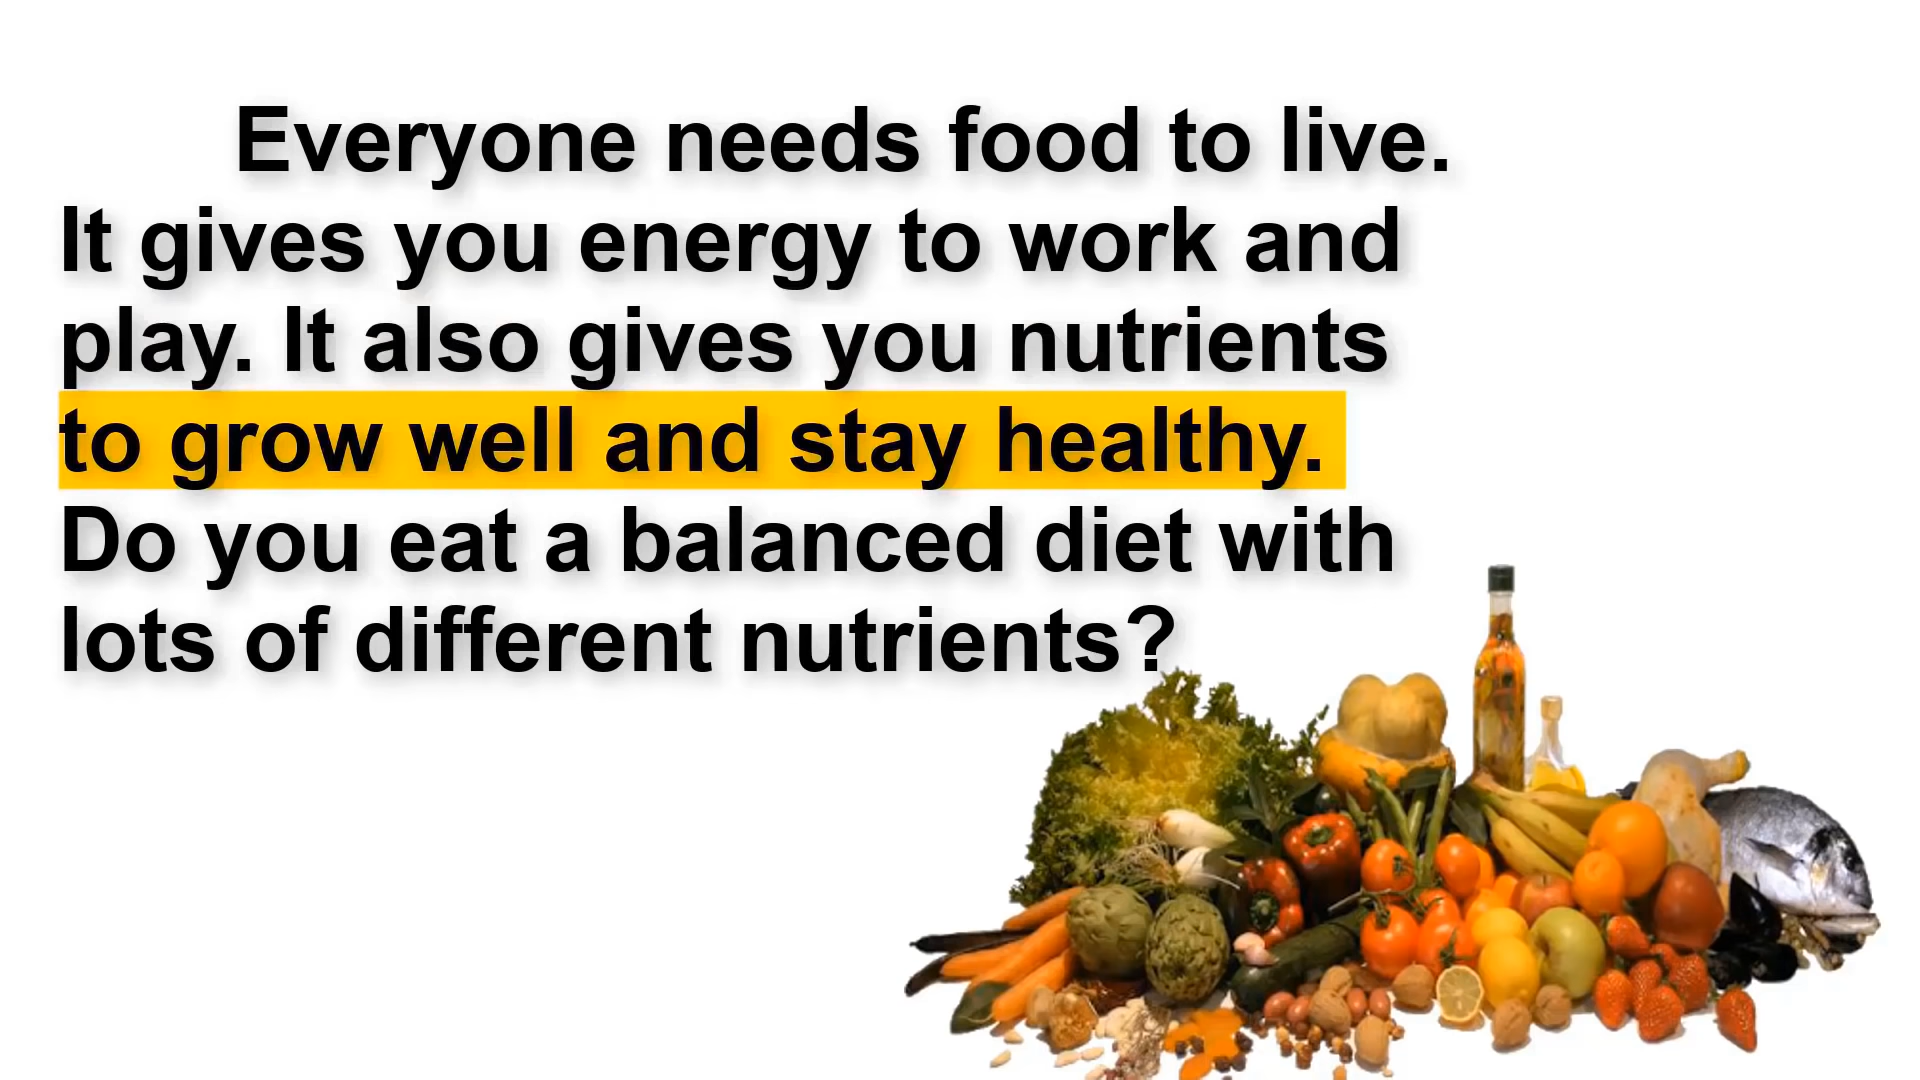 Everyone needs food to live.
It gives you energy to work and
play. It also gives you nutrients
to grow well and stay healthy.
Do you eat a balanced diet with
lots of different nutrients?